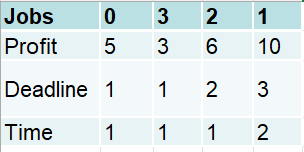 Jobs 0 3 2 1
Profit 5 3 6 10
Deadline 1 1 2 3
Time 1 1 1 2